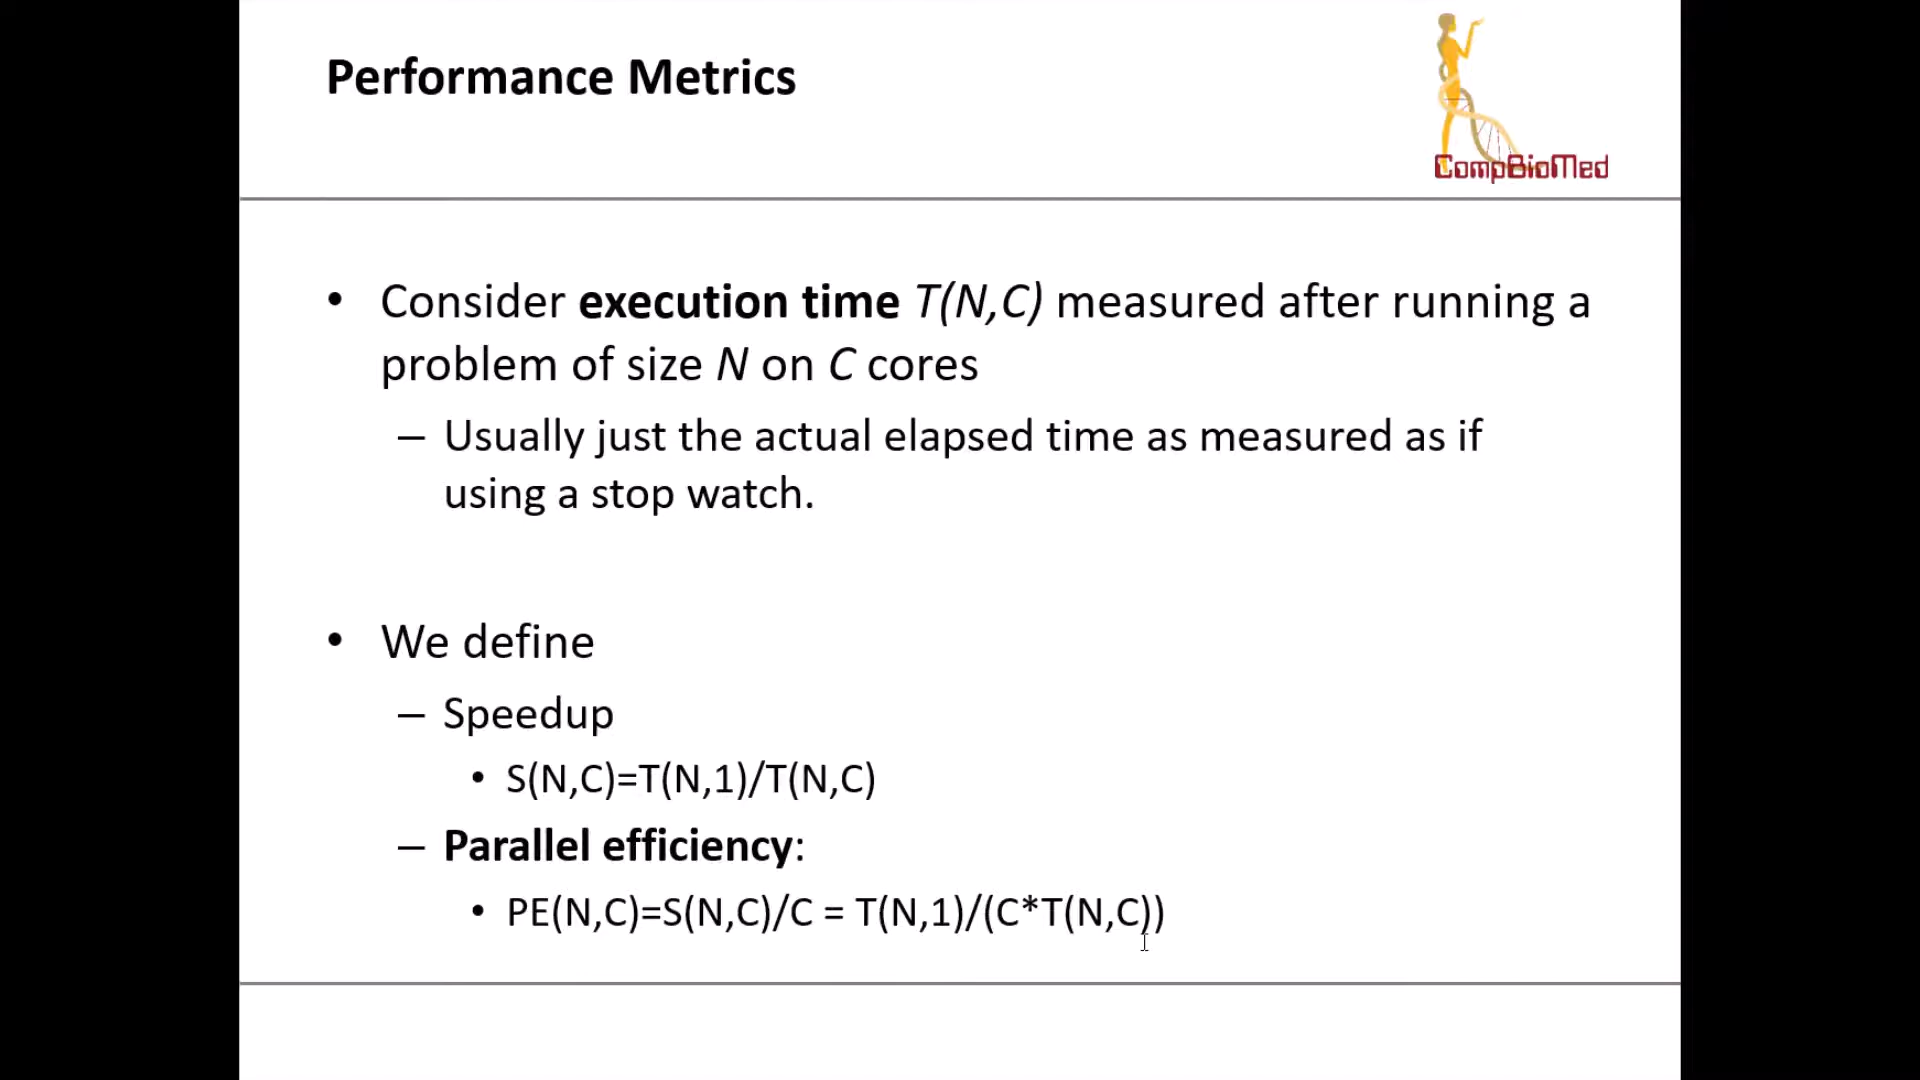 Performance Metrics
CompBioMed
• Consider execution time T(N,C) measured after running a
problem of size N on C cores
– Usually just the actual elapsed time as measured as if
using a stop watch.
• We define
– Speedup
• S(N,C)=T(N,1)/T(N,C)
– Parallel efficiency:
• PE(N,C)=S(N,C)/C = T(N,1)/(C*T(N,C))